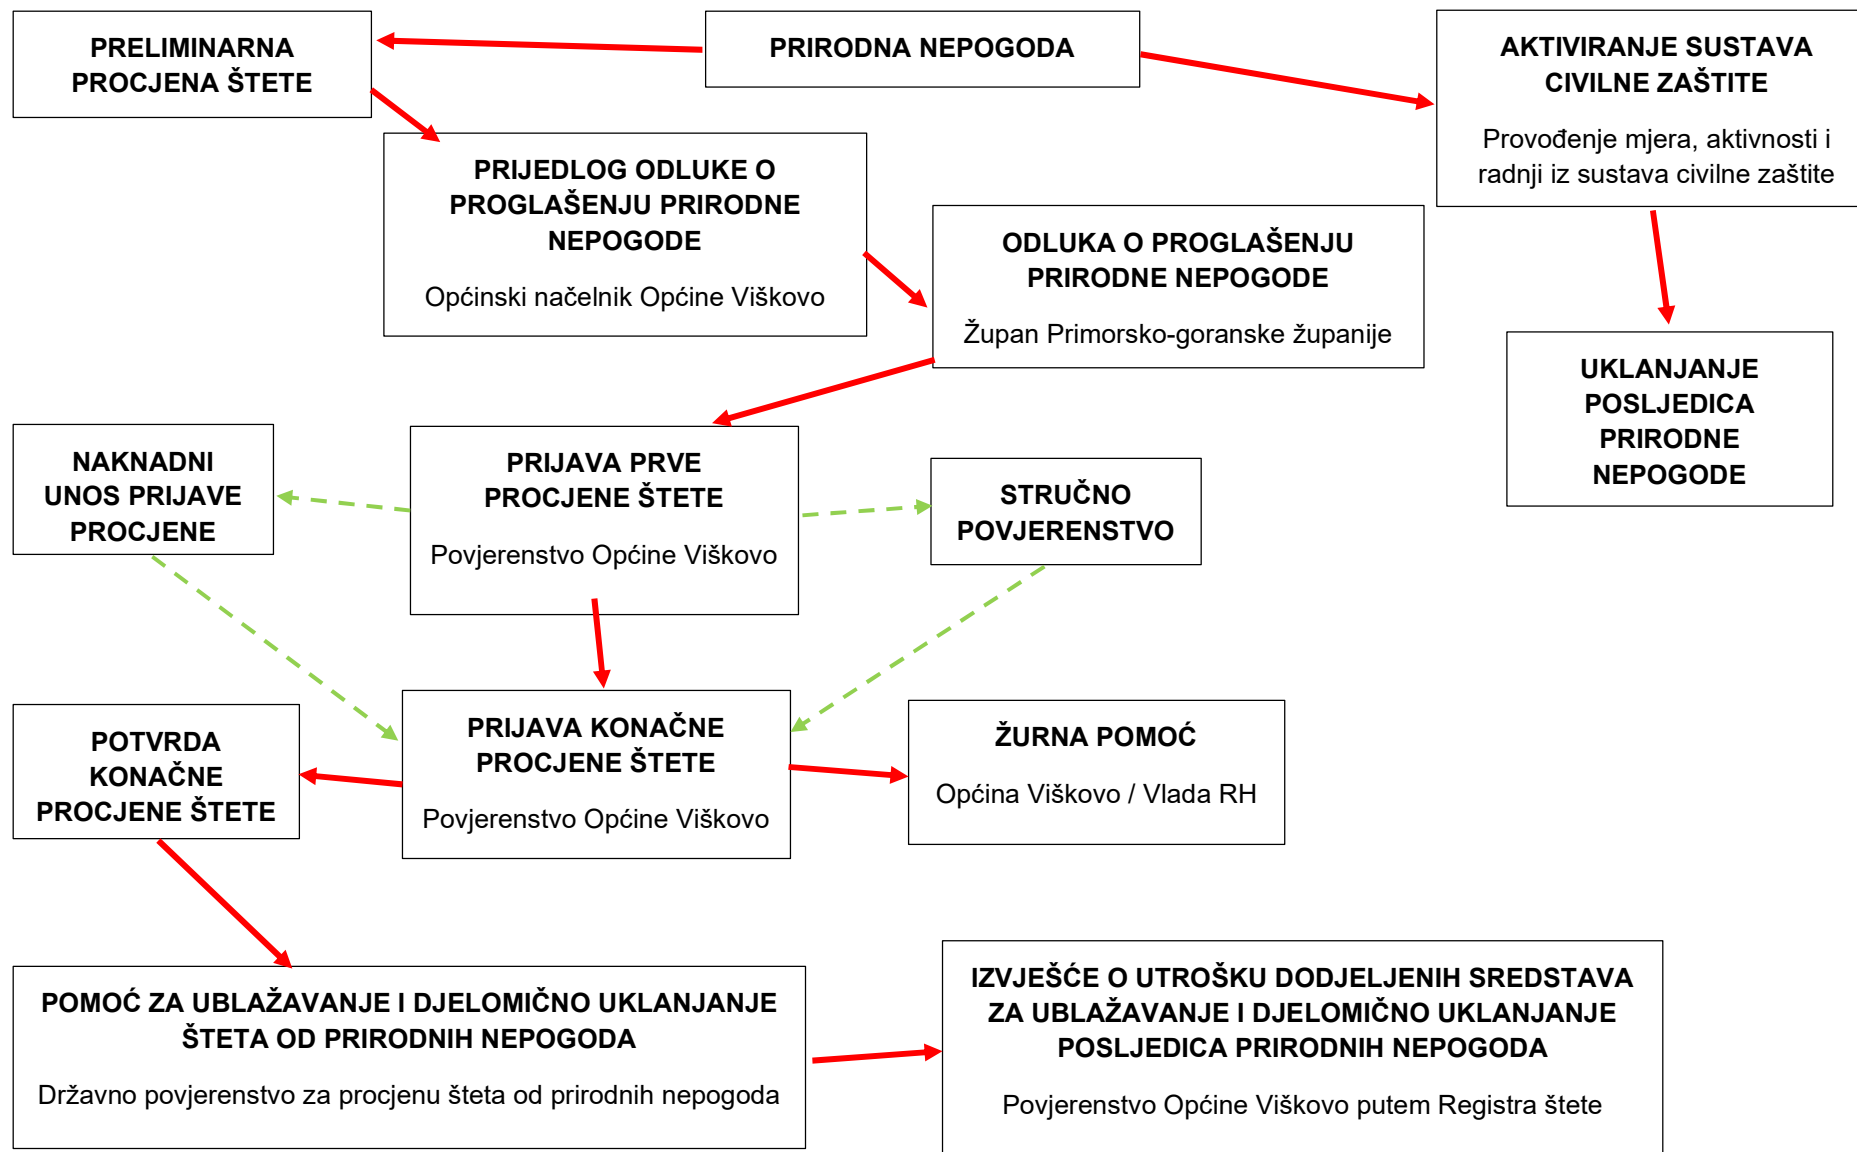 PRELIMINARNA
PROCJENA ŠTETE
PRIRODNA NEPOGODA
AKTIVIRANJE SUSTAVA
CIVILNE ZAŠTITE
Provođenje mjera, aktivnosti i
radnji iz sustava civilne zaštite
PRIJEDLOG ODLUKE O
PROGLAŠENJU PRIRODNE
NEPOGODE
Općinski načelnik Općine Viškovo
ODLUKA O PROGLAŠENJU
PRIRODNE NEPOGODE
Župan Primorsko-goranske županije
UKLANJANJE
POSLJEDICA
PRIRODNE
NEPOGODE
NAKNADNI
UNOS PRIJAVE
PROCJENE
PRIJAVA PRVE
PROCJENE ŠTETE
Povjerenstvo Općine Viškovo
STRUČNO
POVJERENSTVO
POTVRDA
KONAČNE
PROCJENE ŠTETE
PRIJAVA KONAČNE
PROCJENE ŠTETE
Povjerenstvo Općine Viškovo
ŽURNA POMOĆ
Općina Viškovo / Vlada RH
POMOĆ ZA UBLAŽAVANJE I DJELOMIČNO UKLANJANJE
ŠTETA OD PRIRODNIH NEPOGODA
Državno povjerenstvo za procjenu šteta od prirodnih nepogoda
IZVJEŠĆE O UTROŠKU DODJELJENIH SREDSTAVA
ZA UBLAŽAVANJE I DJELOMIČNO UKLANJANJE
POSLJEDICA PRIRODNIH NEPOGODA
Povjerenstvo Općine Viškovo putem Registra štete